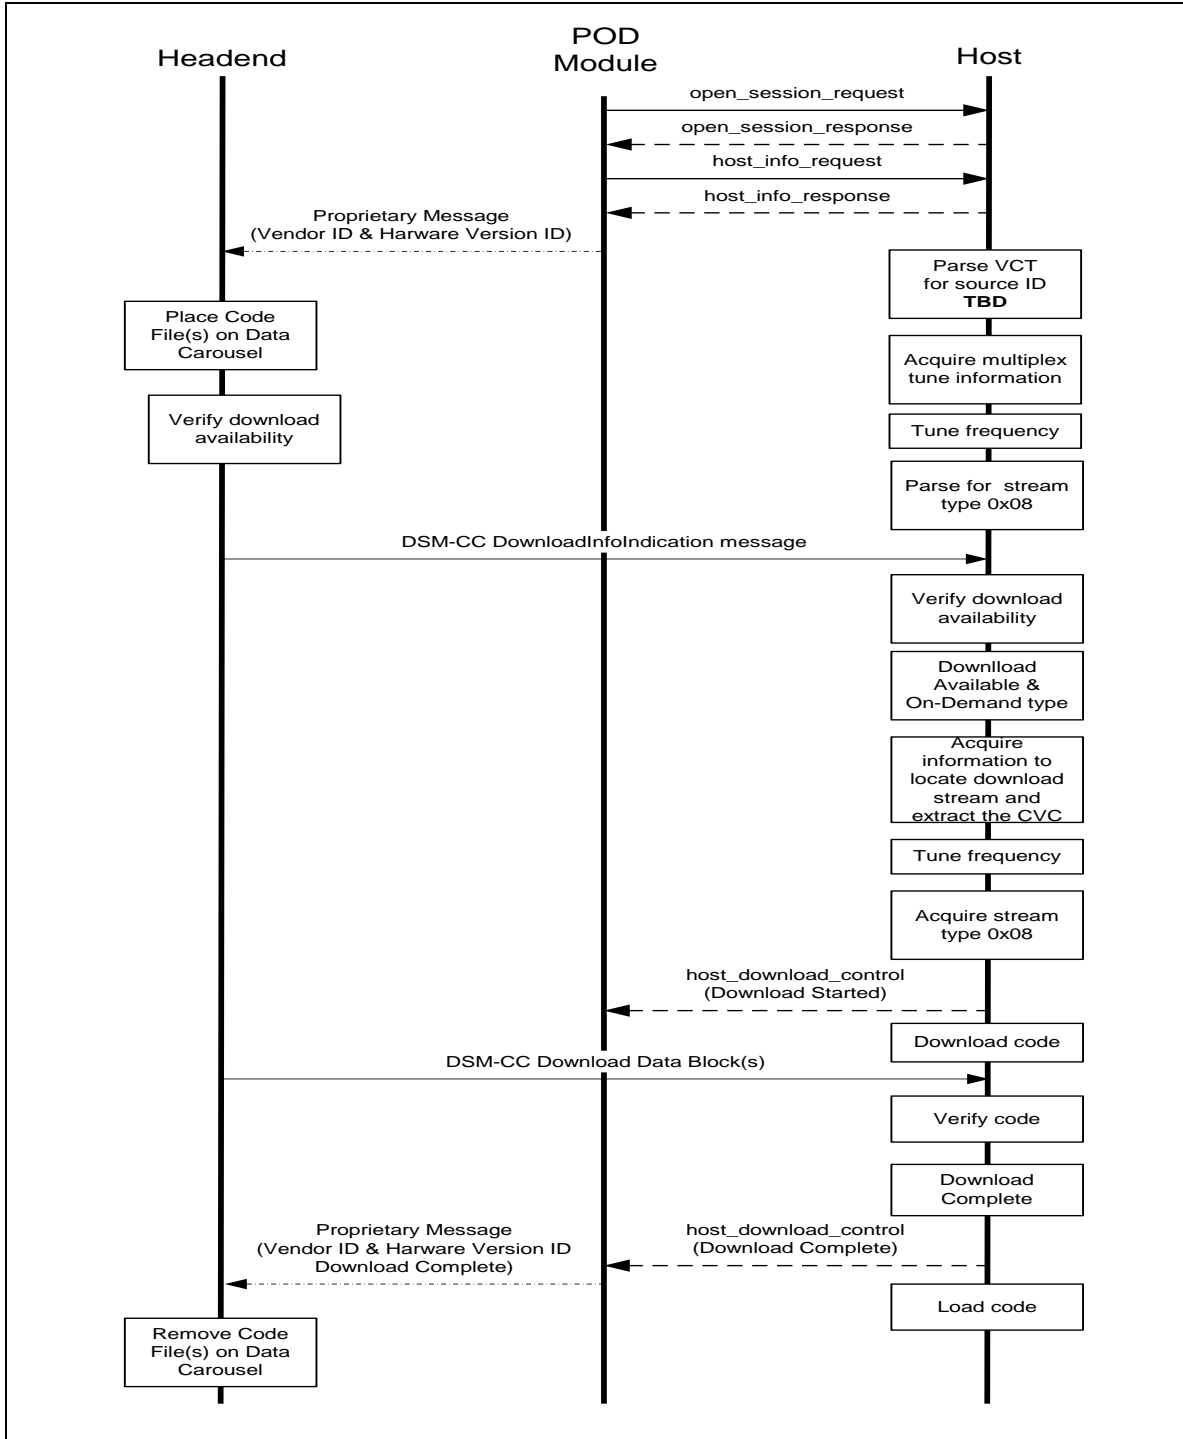 Headend
POD
Module
Host
open_session_request
open_session_response
host_info_request
host_info_response
Proprietary Message
(Vendor ID & Harware Version ID)
Parse VCT
for source ID
TBD
Place Code
File(s) on Data
Carousel
Acquire multiplex
tune information
Verify download
availability
Tune frequency
Parse for stream
type 0x08
DSM-CC DownloadInfoIndication message
Verify download
availability
Downlload
Available &
On-Demand type
Acquire
information to
locate download
stream and
extract the CVC
Tune frequency
Acquire stream
type 0x08
host_download_control
(Download Started)
Download code
DSM-CC Download Data Block(s)
Verify code
Download
Complete
Proprietary Message
(Vendor ID & Harware Version ID
Download Complete)
host_download_control
(Download Complete)
Load code
Remove Code
File(s) on Data
Carousel